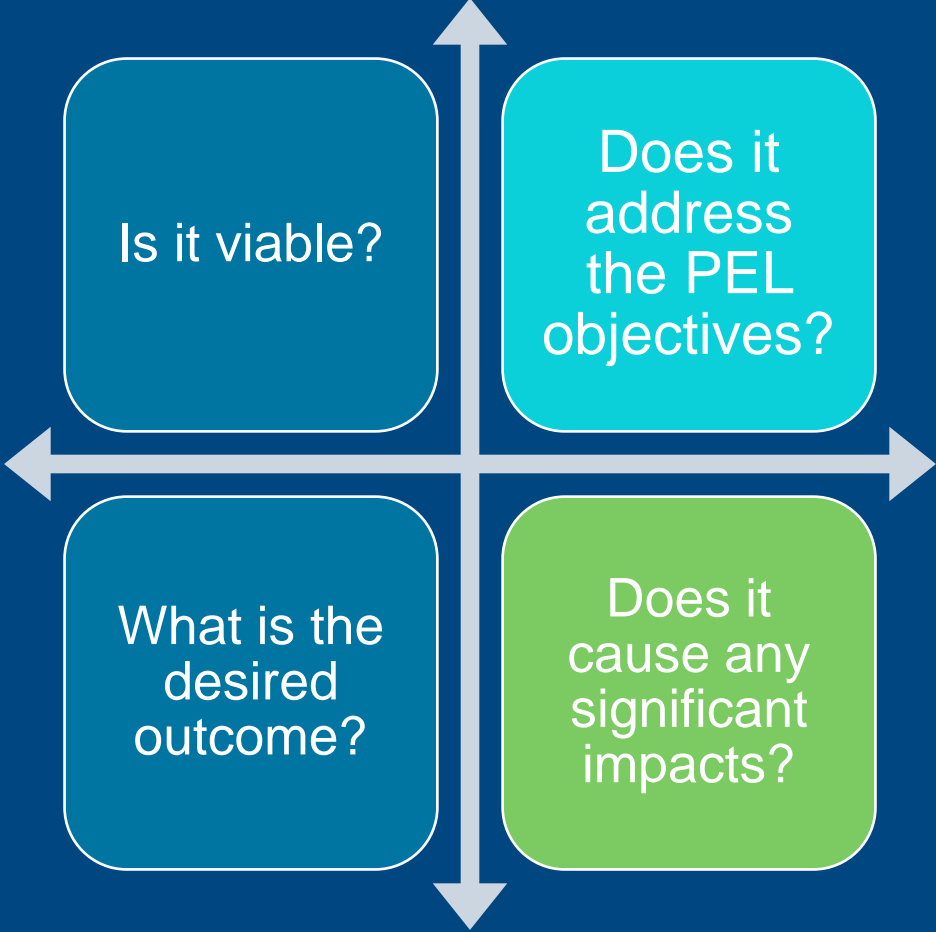 Is it viable?
Does it
address
the PEL
objectives?
What is the
desired
outcome?
Does it
cause any
significant
impacts?